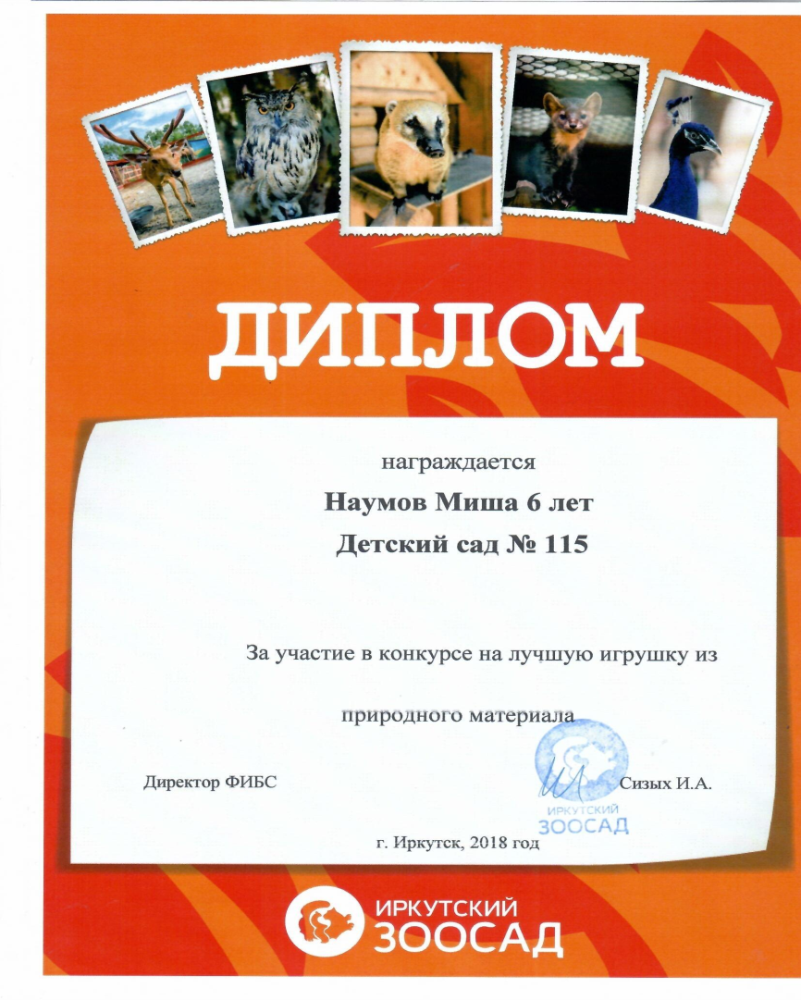 ДИПЛОМ
награждается
Наумов Миша 6 лет
Детский сад № 115
За участие в конкурсе на лучшую игрушку из
природного материала
Директор ФИБС
Сизых И.А.
ИРКУТСКИЙ
ЗООСАД
г. Иркутск, 2018 год
ИРКУТСКИЙ
ЗООСАД